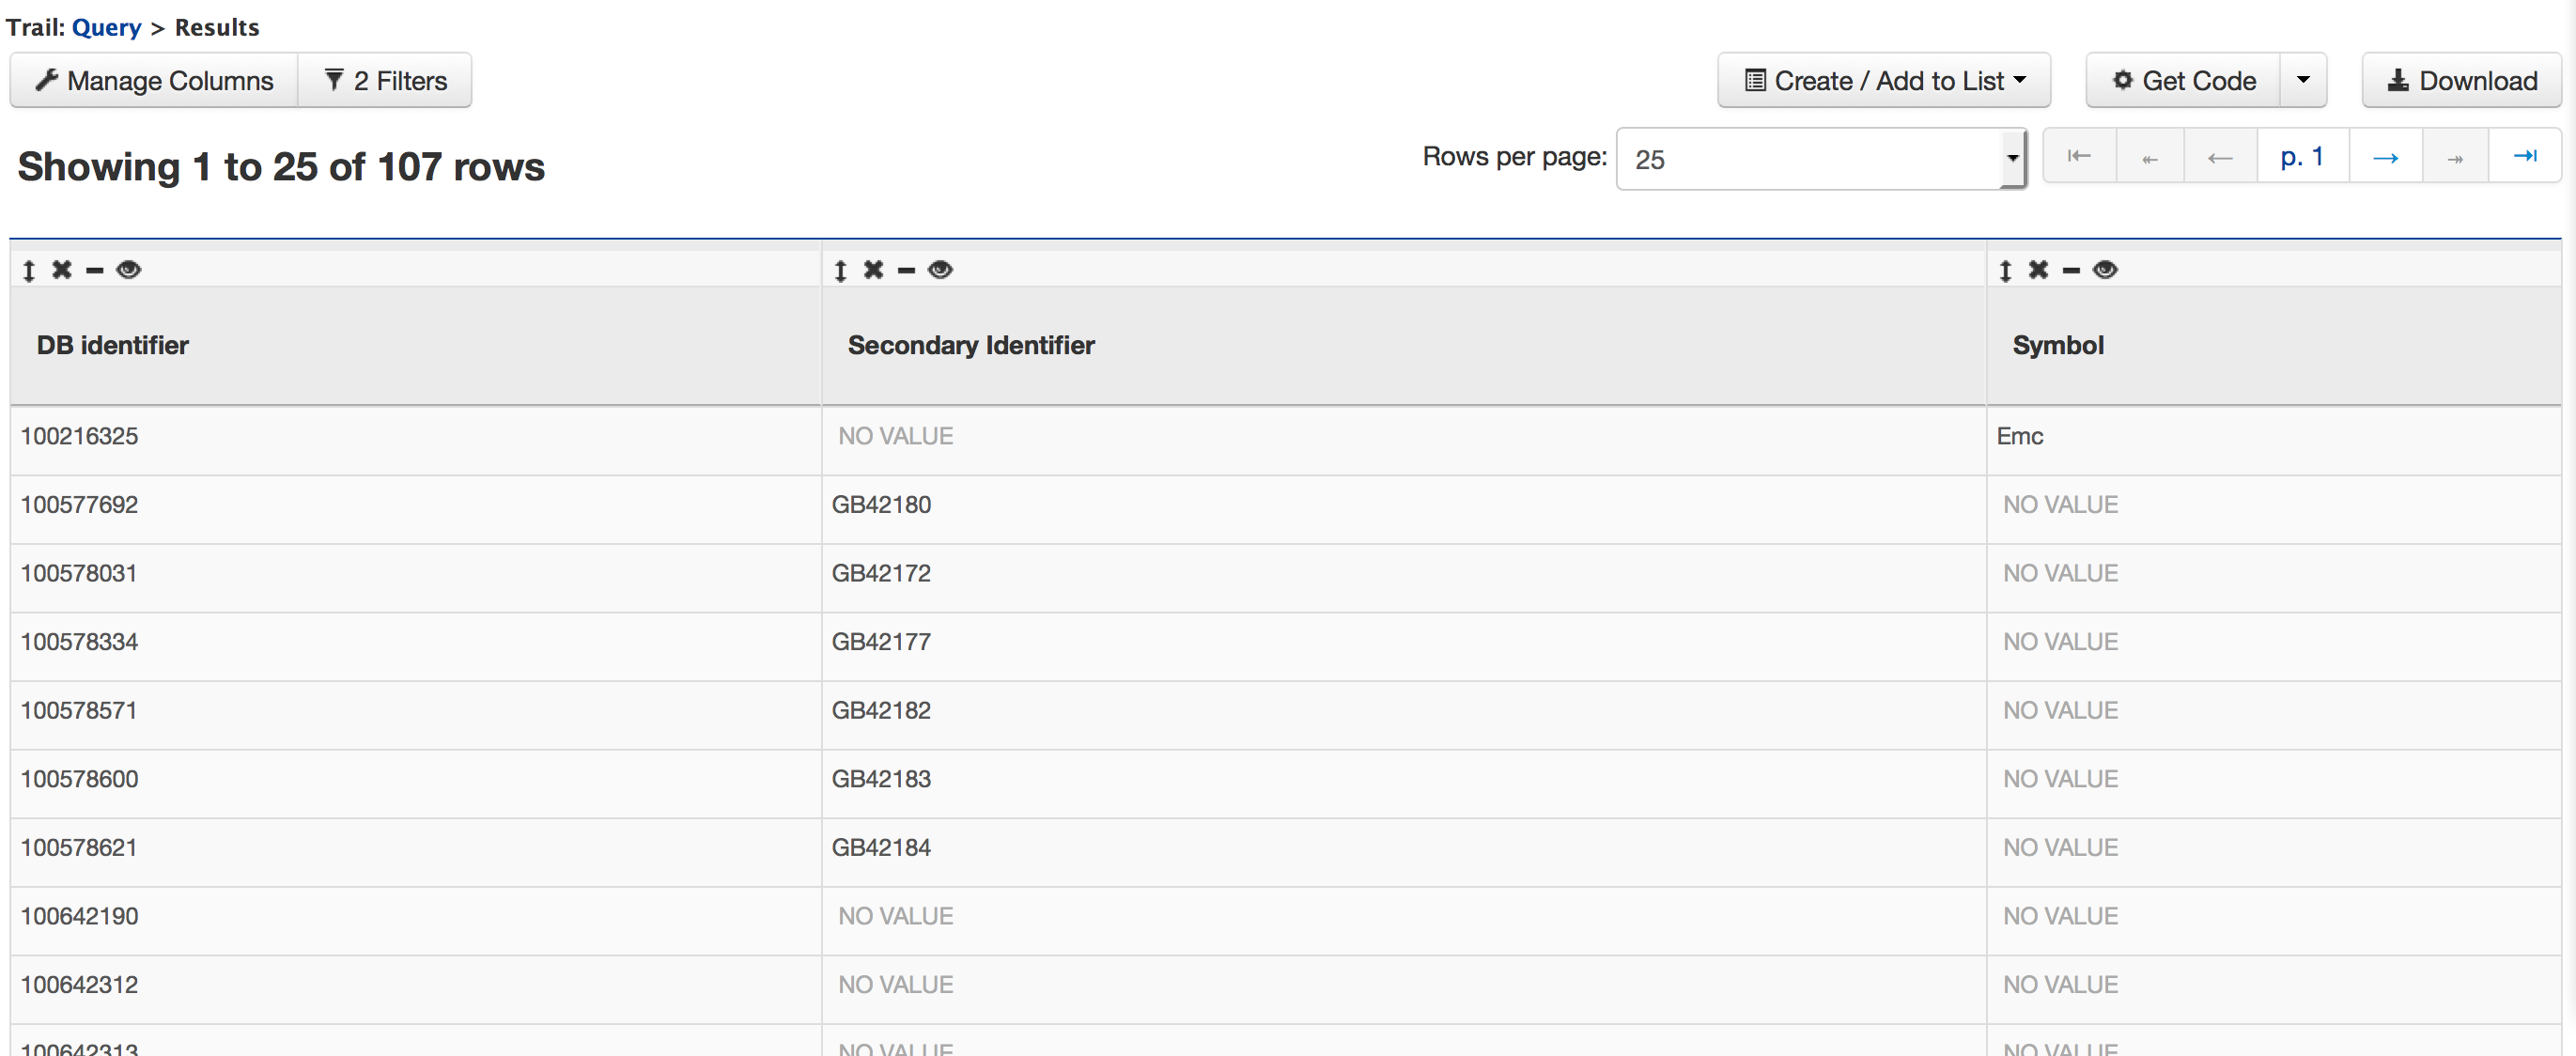 Trail: Query > Results
Manage Columns 2 Filters Create / Add to List Get Code Download
Showing 1 to 25 of 107 rows Rows per page: 25 p. 1
DB identifier Secondary Identifier Symbol
100216325 NO VALUE Emc
100577692 GB42180 NO VALUE
100578031 GB42172 NO VALUE
100578334 GB42177 NO VALUE
100578571 GB42182 NO VALUE
100578600 GB42183 NO VALUE
100578621 GB42184 NO VALUE
100642190 NO VALUE NO VALUE
100642312 NO VALUE NO VALUE
100642313 NO VALUE NO VALUE